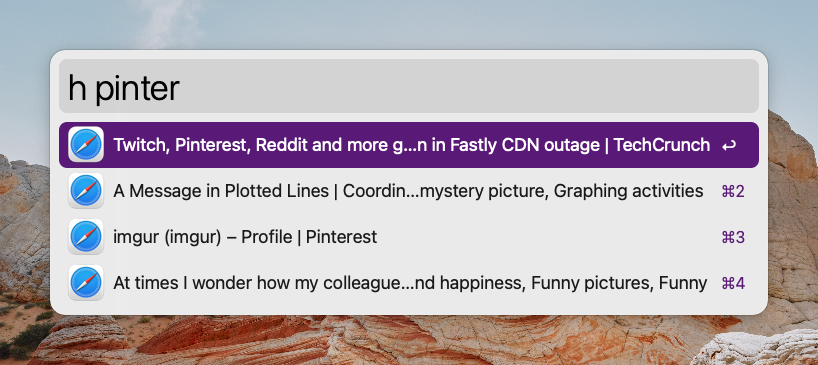 h pinter
Twitch, Pinterest, Reddit and more g...n in Fastly CDN outage | TechCrunch ↩
A Message in Plotted Lines | Coordin...mystery picture, Graphing activities ⌘2
imgur (imgur) – Profile | Pinterest ⌘3
At times I wonder how my colleague...nd happiness, Funny pictures, Funny ⌘4